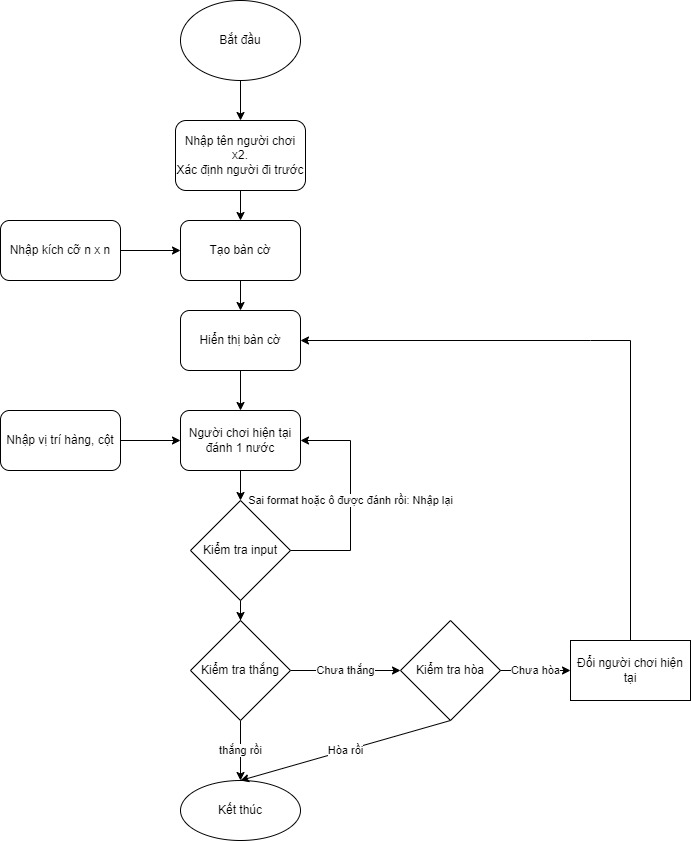 Bắt đầu
Nhập tên người chơi
x2.
Xác định người đi trước
Nhập kích cỡ n x n
Tạo bàn cờ
Hiển thị bàn cờ
Nhập vị trí hàng, cột
Người chơi hiện tại
đánh 1 nước
Sai format hoặc ô được đánh rồi: Nhập lại
Kiểm tra input
Kiểm tra thắng
Chưa thắng
Kiểm tra hòa
Chưa hòa
Đổi người chơi hiện
tại
thắng rồi
Hòa rồi
Kết thúc